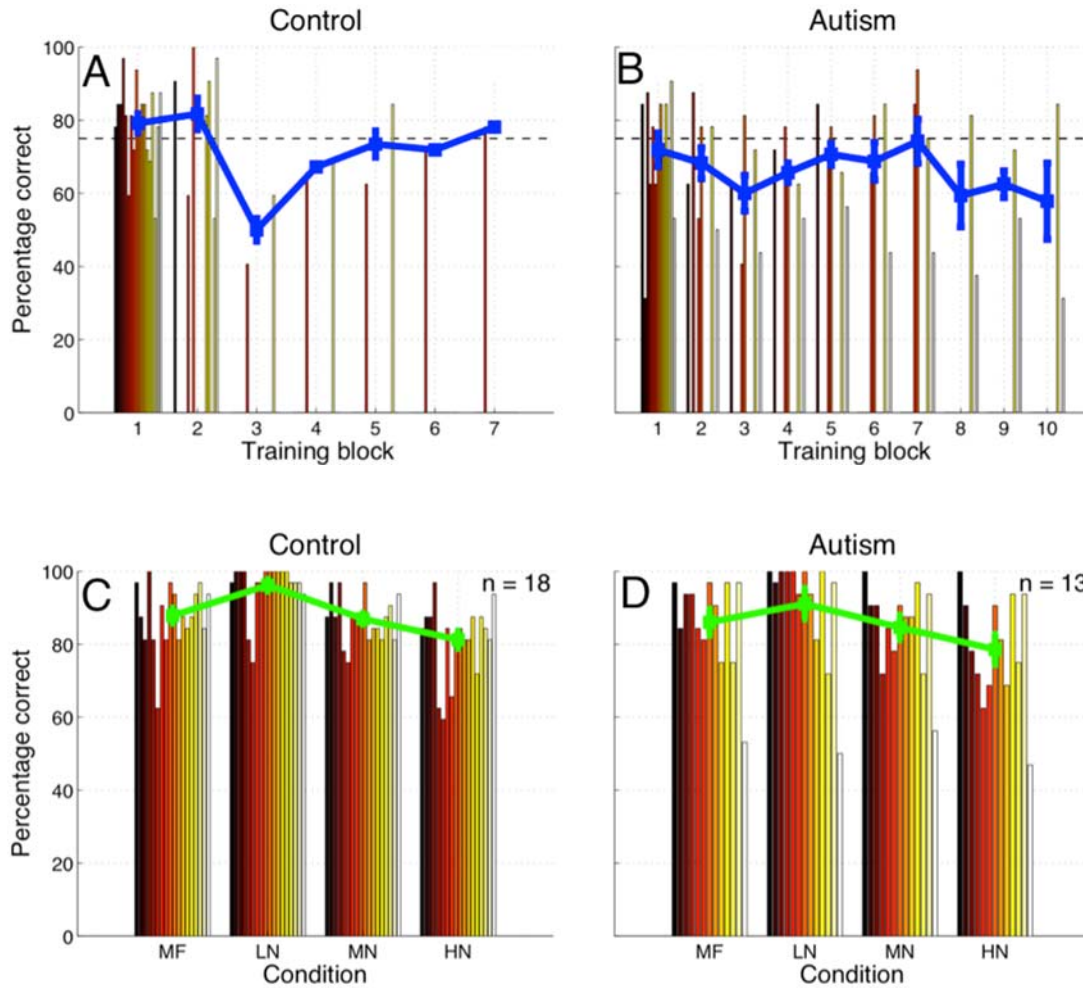 Control
Autism
A
B
Percentage correct
100
80
60
40
20
0
1 2 3 4 5 6 7
Training block
1 2 3 4 5 6 7 8 9 10
Training block
Control
Autism
C
n = 18
D
n = 13
Percentage correct
100
80
60
40
20
0
MF LN MN HN
Condition
MF LN MN HN
Condition